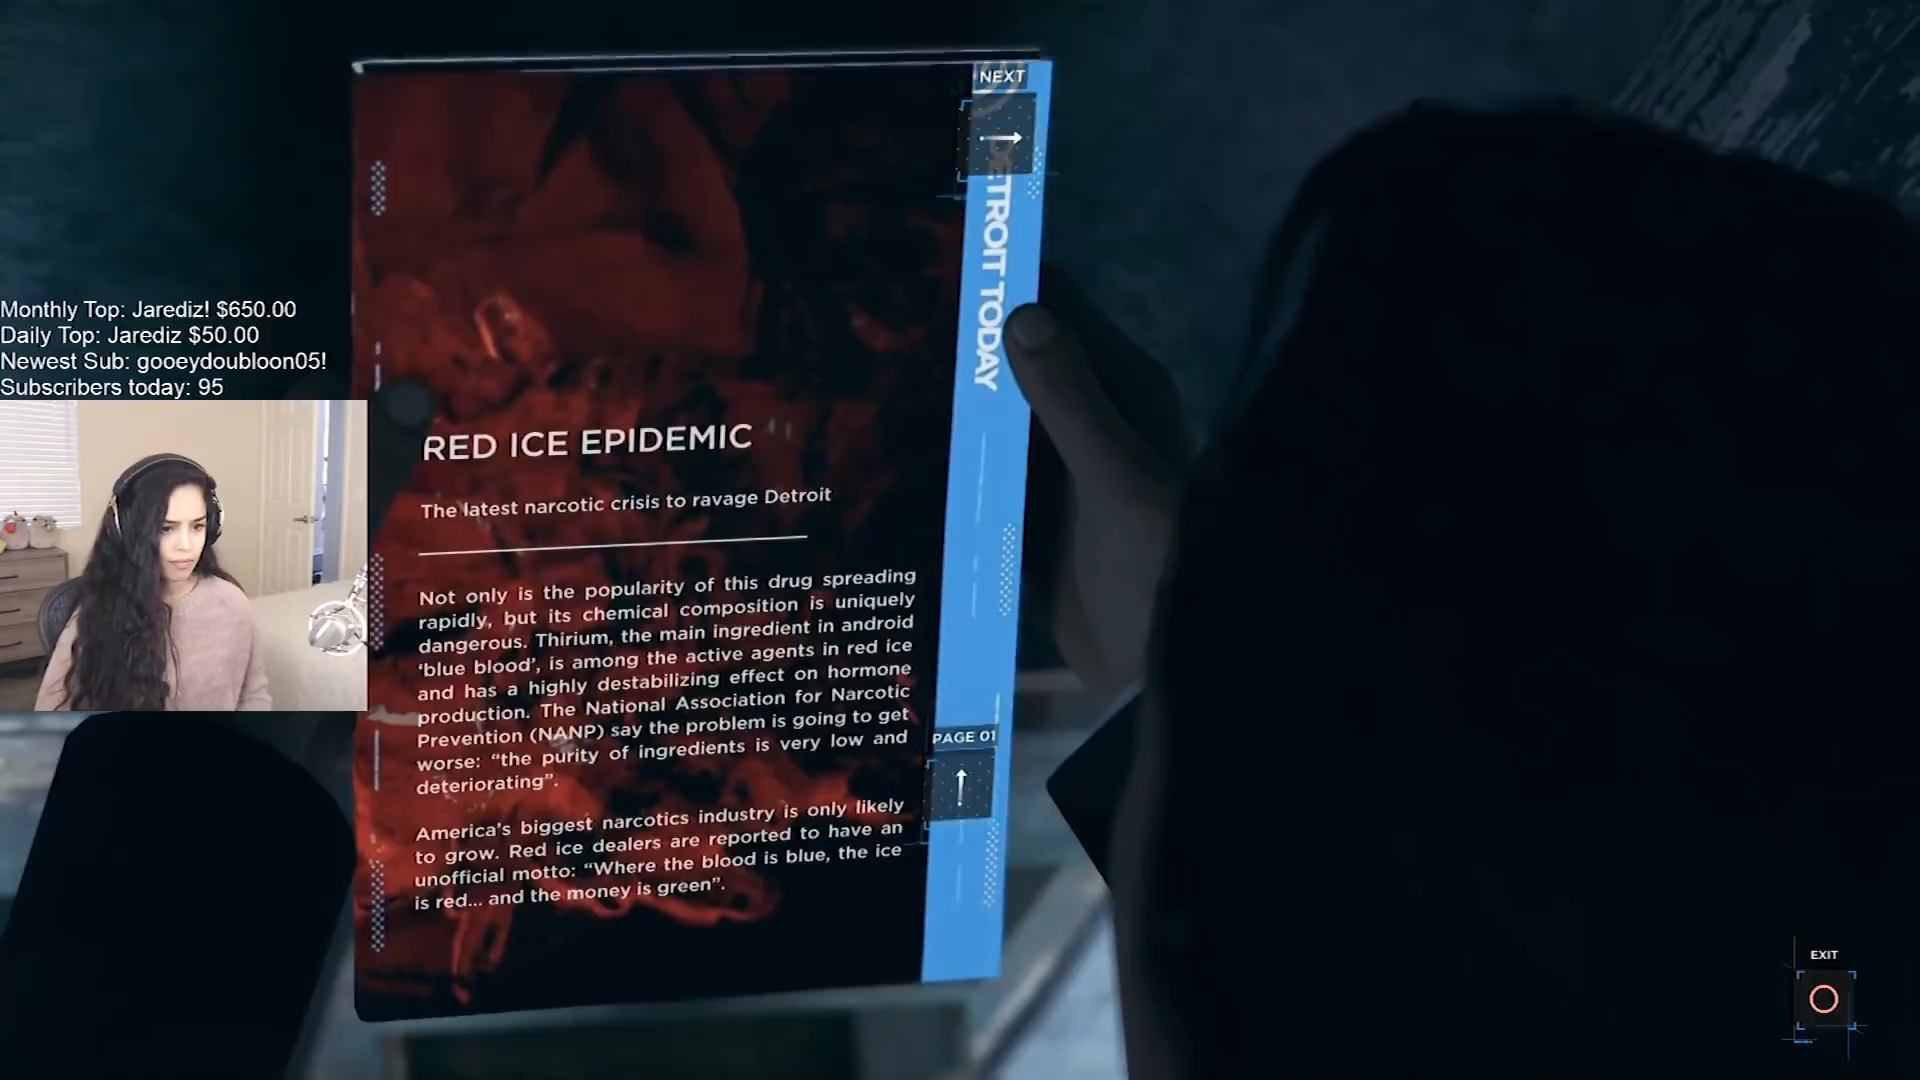 NEXT
DETROIT TODAY
Monthly Top: Jarediz! $650.00
Daily Top: Jarediz $50.00
Newest Sub: gooeydoubloon05!
Subscribers today: 95
RED ICE EPIDEMIC
The latest narcotic crisis to ravage Detroit
Not only is the popularity of this drug spreading
rapidly, but its chemical composition is uniquely
dangerous. Thirium, the main ingredient in android
‘blue blood’, is among the active agents in red ice
and has a highly destabilizing effect on hormone
production. The National Association for Narcotic
Prevention (NANP) say the problem is going to get
worse: “the purity of ingredients is very low and
deteriorating”.
PAGE 01
America’s biggest narcotics industry is only likely
to grow. Red ice dealers are reported to have an
unofficial motto: “Where the blood is blue, the ice
is red... and the money is green”.
EXIT